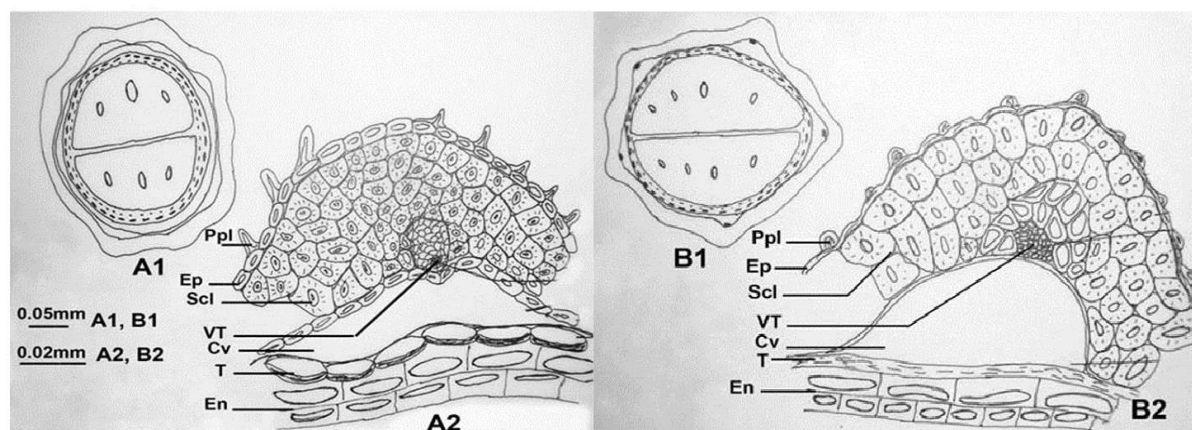 A1
Ppl
Ep
Scl
VT
Cv
T
En
0.05mm A1, B1
0.02mm A2, B2
A2
B1
Ppl
Ep
Scl
VT
Cv
T
En
B2